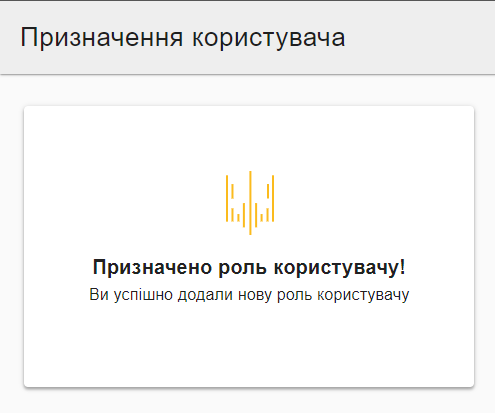 Призначення користувача
Призначено роль користувачу!
Ви успішно додали нову роль користувачу